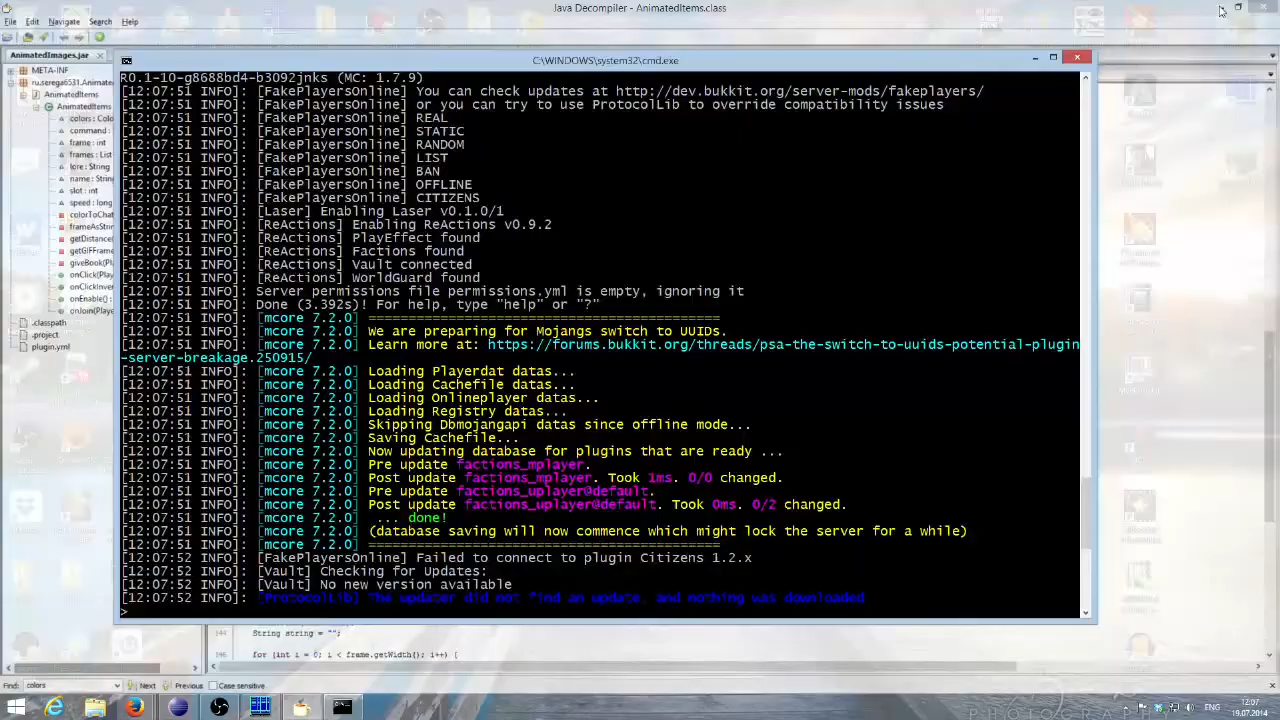 Java Decompiler - AnimatedItems.class
File Edit Navigate Search Help
AnimatedImages.jar
META-INF
ru.serega6531.Animate
AnimatedItems
AnimatedItems
colors : Colo
command :
frame : int
frames : List
lore : String
name : String
slot : int
speed : long
colorToChat
frameAsStri
getDistance(
getGIFFrame
giveBook(Play
onClick(Play
onClickInver
onEnable() :
onJoin(Playe
.classpath
.project
plugin.yml
C:\WINDOWS\system32\cmd.exe
R0.1-10-g8688bd4-b3092jnks (MC: 1.7.9)
[12:07:51 INFO]: [FakePlayersOnline] You can check updates at http://dev.bukkit.org/server-mods/fakeplayers/
[12:07:51 INFO]: [FakePlayersOnline] or you can try to use ProtocolLib to override compatibility issues
[12:07:51 INFO]: [FakePlayersOnline] REAL
[12:07:51 INFO]: [FakePlayersOnline] STATIC
[12:07:51 INFO]: [FakePlayersOnline] RANDOM
[12:07:51 INFO]: [FakePlayersOnline] LIST
[12:07:51 INFO]: [FakePlayersOnline] BAN
[12:07:51 INFO]: [FakePlayersOnline] OFFLINE
[12:07:51 INFO]: [FakePlayersOnline] CITIZENS
[12:07:51 INFO]: [Laser] Enabling Laser v0.1.0/1
[12:07:51 INFO]: [ReActions] Enabling ReActions v0.9.2
[12:07:51 INFO]: [ReActions] PlayEffect found
[12:07:51 INFO]: [ReActions] Factions found
[12:07:51 INFO]: [ReActions] Vault connected
[12:07:51 INFO]: [ReActions] WorldGuard found
[12:07:51 INFO]: Server permissions file permissions.yml is empty, ignoring it
[12:07:51 INFO]: Done (3.392s)! For help, type "help" or "?"
[12:07:51 INFO]: [mcore 7.2.0] ============================================
[12:07:51 INFO]: [mcore 7.2.0] We are preparing for Mojangs switch to UUIDs.
[12:07:51 INFO]: [mcore 7.2.0] Learn more at: https://forums.bukkit.org/threads/psa-the-switch-to-uuids-potential-plugin
-server-breakage.250915/
[12:07:51 INFO]: [mcore 7.2.0] Loading Playerdat datas...
[12:07:51 INFO]: [mcore 7.2.0] Loading Cachefile datas...
[12:07:51 INFO]: [mcore 7.2.0] Loading Onlineplayer datas...
[12:07:51 INFO]: [mcore 7.2.0] Loading Registry datas...
[12:07:51 INFO]: [mcore 7.2.0] Skipping Dbmojangapi datas since offline mode...
[12:07:51 INFO]: [mcore 7.2.0] Saving Cachefile...
[12:07:51 INFO]: [mcore 7.2.0] Now updating database for plugins that are ready ...
[12:07:51 INFO]: [mcore 7.2.0] Pre update factions_mplayer.
[12:07:51 INFO]: [mcore 7.2.0] Post update factions_mplayer. Took 1ms. 0/0 changed.
[12:07:51 INFO]: [mcore 7.2.0] Pre update factions_uplayer@default.
[12:07:51 INFO]: [mcore 7.2.0] Post update factions_uplayer@default. Took 0ms. 0/2 changed.
[12:07:51 INFO]: [mcore 7.2.0]  ... done!
[12:07:51 INFO]: [mcore 7.2.0] (database saving will now commence which might lock the server for a while)
[12:07:51 INFO]: [mcore 7.2.0] ============================================
[12:07:52 INFO]: [FakePlayersOnline] Failed to connect to plugin Citizens 1.2.x
[12:07:52 INFO]: [Vault] Checking for Updates:
[12:07:52 INFO]: [Vault] No new version available
[12:07:52 INFO]: [ProtocolLib] The updater did not find an update, and nothing was downloaded
>
144 String string = "";
146 for (int i = 0; i < frame.getWidth(); i++) {
Find: colors Next Previous Case sensitive
ENG
12:07
19.07.2014